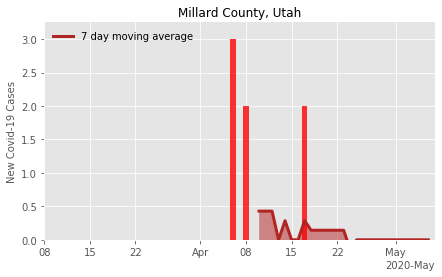 Millard County, Utah
7 day moving average
New Covid-19 Cases
3.0
2.5
2.0
1.5
1.0
0.5
0.0
08 15 22 Apr 08 15 22 May
2020-May